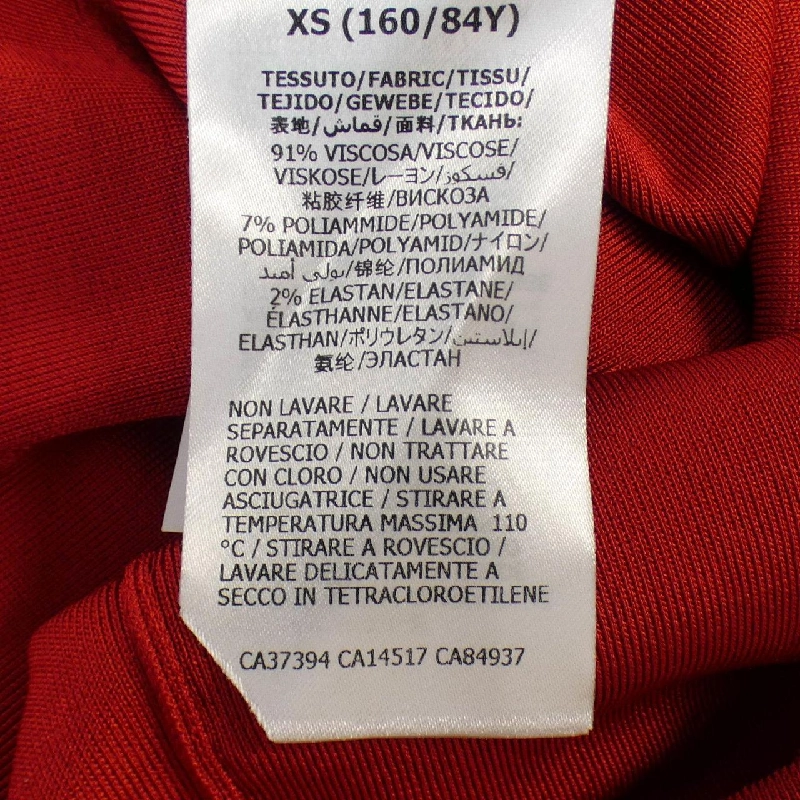 XS (160/84Y)
TESSUTO/FABRIC/TISSU/
TEJIDO/GEWEBE/TECIDO/
表地/قماش/面料/ТКАНЬ:
91% VISCOSA/VISCOSE/
VISKOSE/レーヨン/فسكوز/
粘胶纤维/ВИСКОЗА
7% POLIAMMIDE/POLYAMIDE/
POLIAMIDA/POLYAMID/ナイロン/
بولي أميد/锦纶/ПОЛИАМИД
2% ELASTAN/ELASTANE/
ÉLASTHANNE/ELASTANO/
ELASTHAN/ポリウレタン/إيلاستين/
氨纶/ЭЛАСТАН
NON LAVARE / LAVARE
SEPARATAMENTE / LAVARE A
ROVESCIO / NON TRATTARE
CON CLORO / NON USARE
ASCIUGATRICE / STIRARE A
TEMPERATURA MASSIMA 110
°C / STIRARE A ROVESCIO /
LAVARE DELICATAMENTE A
SECCO IN TETRACLOROETILENE
CA37394 CA14517 CA84937